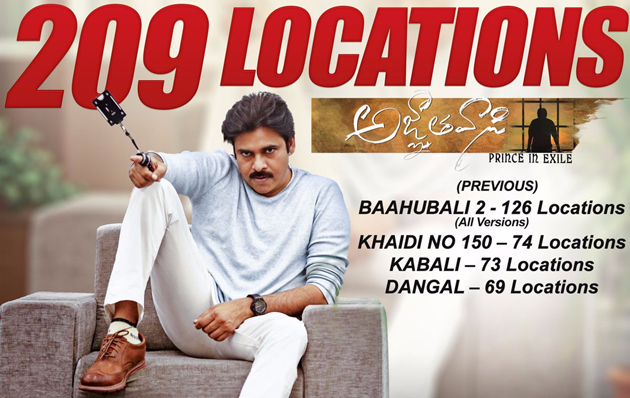 209 LOCATIONS
అజ్ఞాతవాసి
PRINCE IN EXILE
(PREVIOUS)
BAAHUBALI 2 - 126 Locations
(All Versions)
KHAIDI NO 150 – 74 Locations
KABALI – 73 Locations
DANGAL – 69 Locations